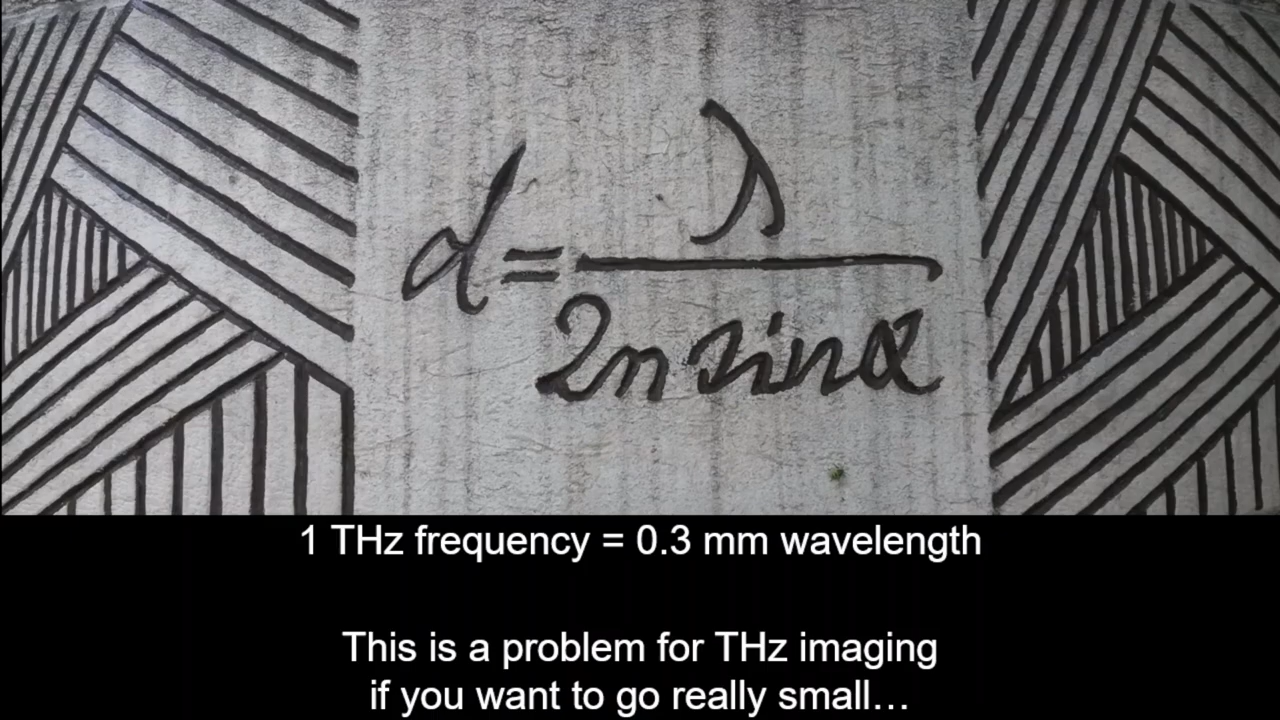 d = λ / 2n sin α
1 THz frequency = 0.3 mm wavelength
This is a problem for THz imaging
if you want to go really small…